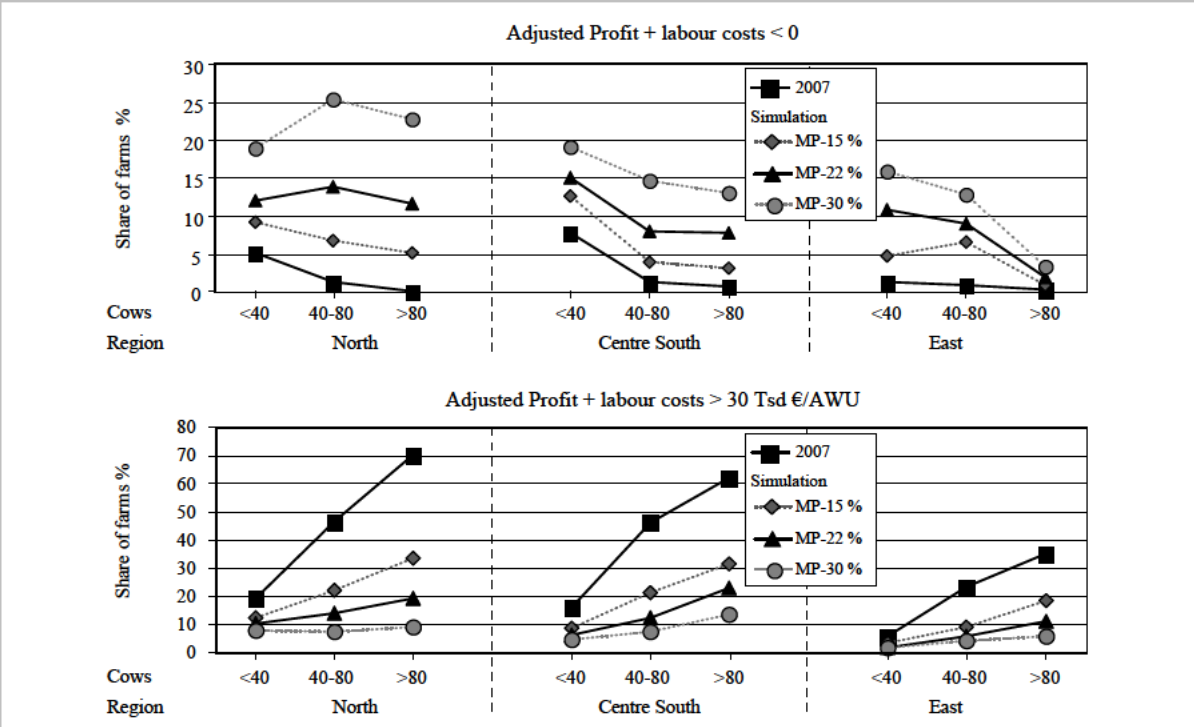 Adjusted Profit + labour costs < 0
Share of farms %
30
25
20
15
10
5
0
2007
Simulation
MP-15 %
MP-22 %
MP-30 %
Cows <40 40-80 >80 <40 40-80 >80 <40 40-80 >80
Region North Centre South East
Adjusted Profit + labour costs > 30 Tsd €/AWU
Share of farms %
80
70
60
50
40
30
20
10
0
2007
Simulation
MP-15 %
MP-22 %
MP-30 %
Cows <40 40-80 >80 <40 40-80 >80 <40 40-80 >80
Region North Centre South East